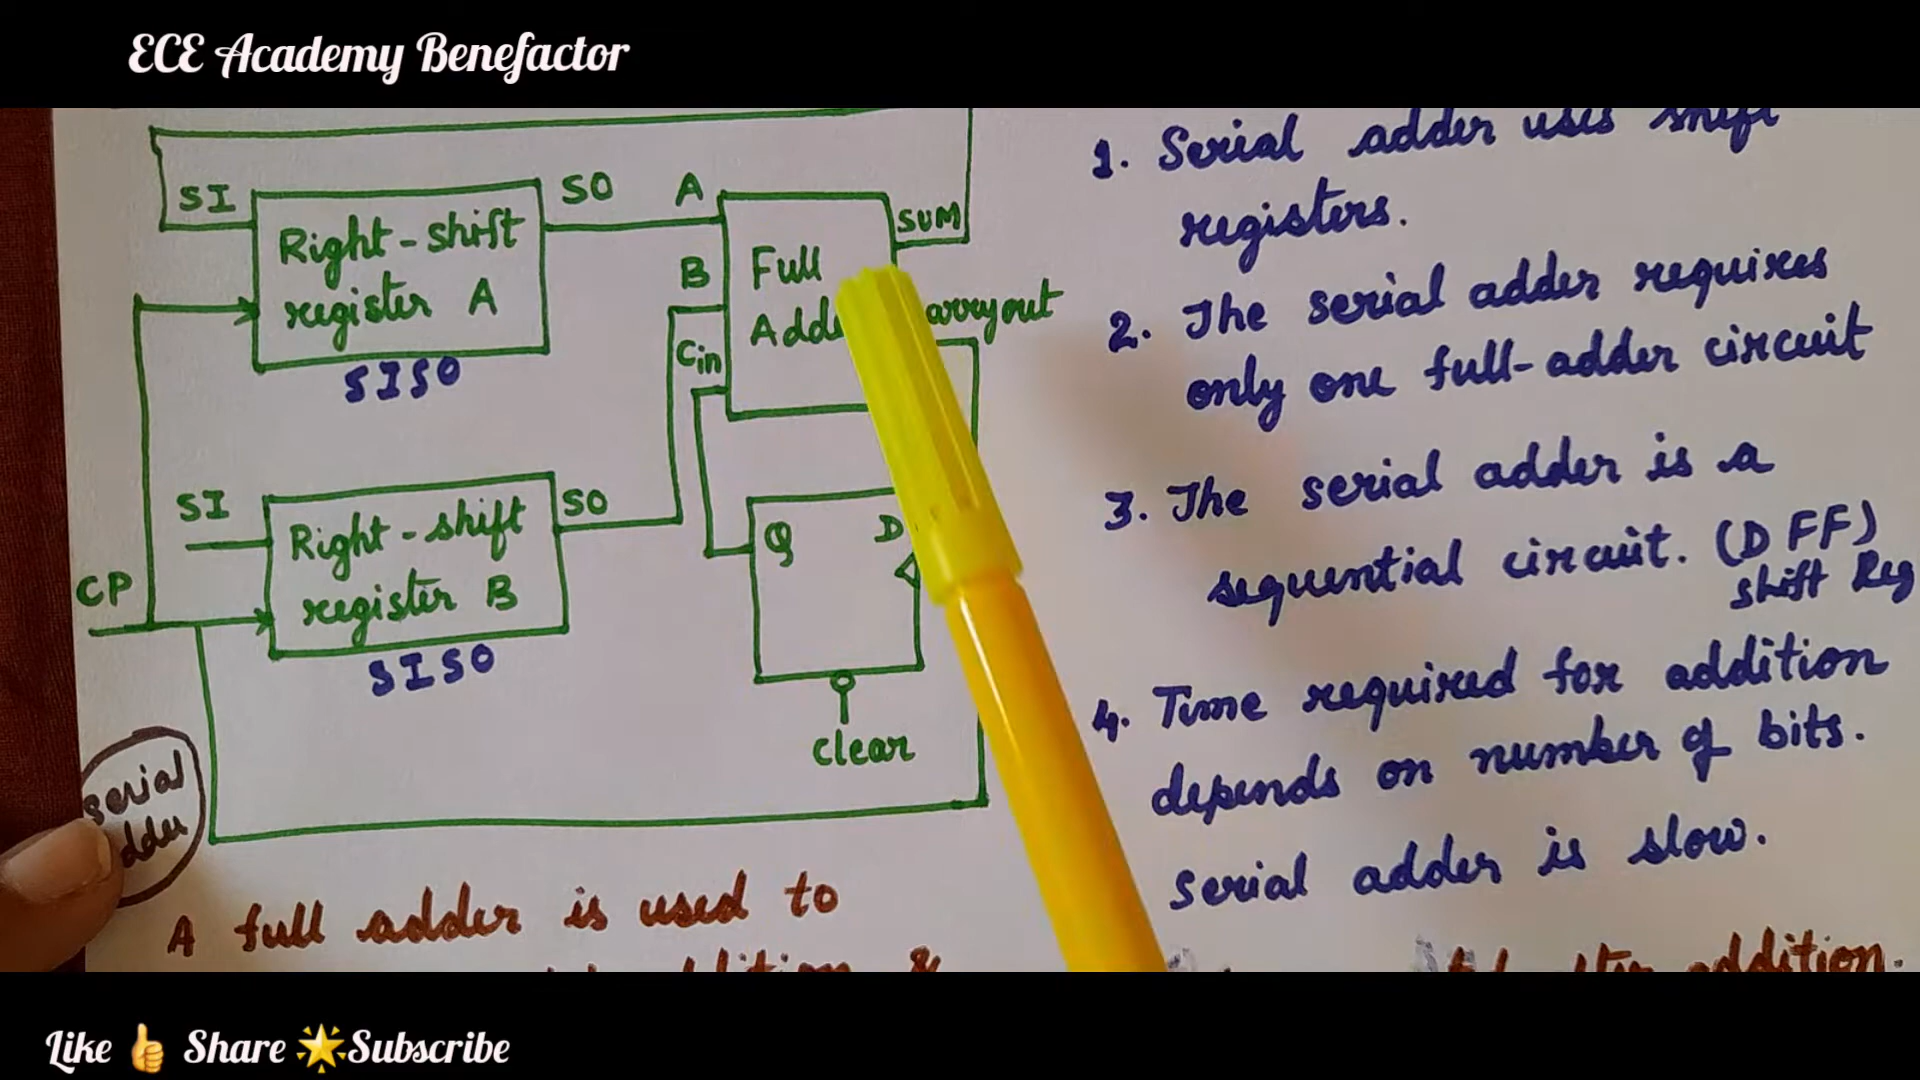 ECE Academy Benefactor
SI
SO
A
SUM
Right-shift
register A
SISO
B
Full
Cin
SI
SO
Right-shift
register B
SISO
CP
Q
D
clear
serial
A full adder is used to
1. Serial adder uses shift
registers.
2. The serial adder requires
only one full-adder circuit
3. The serial adder is a
sequential circuit. (D FF)
shift Reg
4. Time required for addition
depends on number of bits.
Serial adder is slow.
addition.
Like 👍 Share 🌟Subscribe